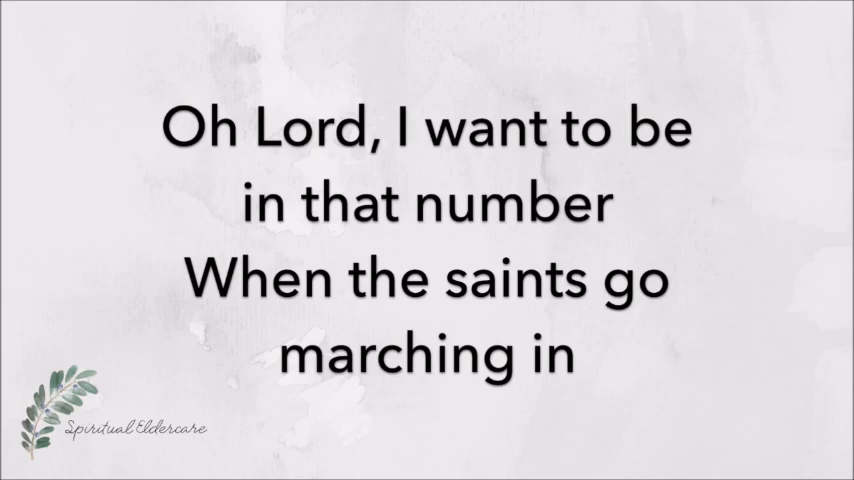 Oh Lord, I want to be
in that number
When the saints go
marching in
Spiritual Eldercare